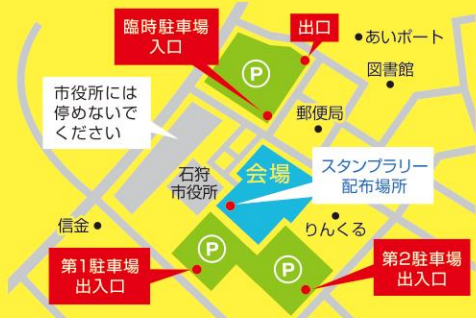 臨時駐車場
入口
出口
あいポート
図書館
P
市役所には
停めないで
ください
郵便局
石狩
市役所
会場
スタンプラリー
配布場所
信金
りんくる
P
P
第1駐車場
出入口
第2駐車場
出入口